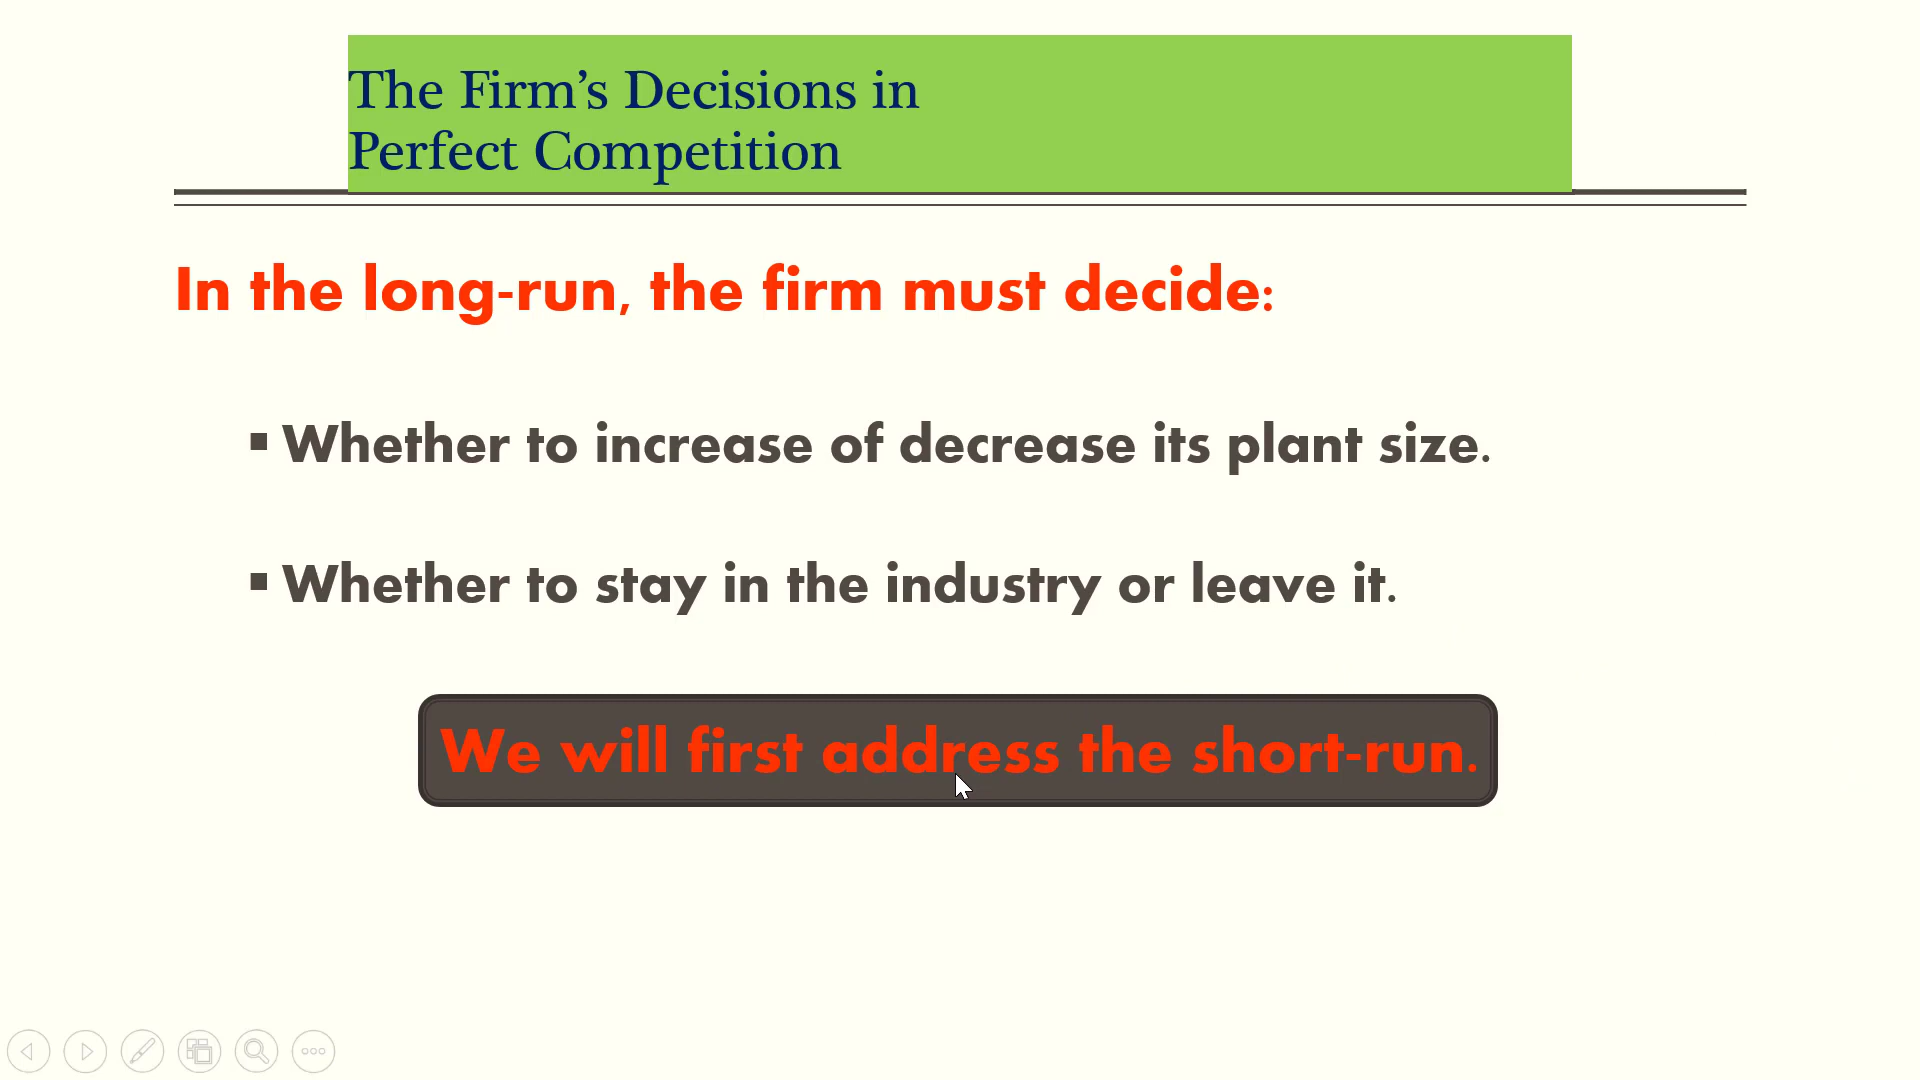 The Firm’s Decisions in
Perfect Competition
In the long-run, the firm must decide:
▪ Whether to increase of decrease its plant size.
▪ Whether to stay in the industry or leave it.
We will first address the short-run.